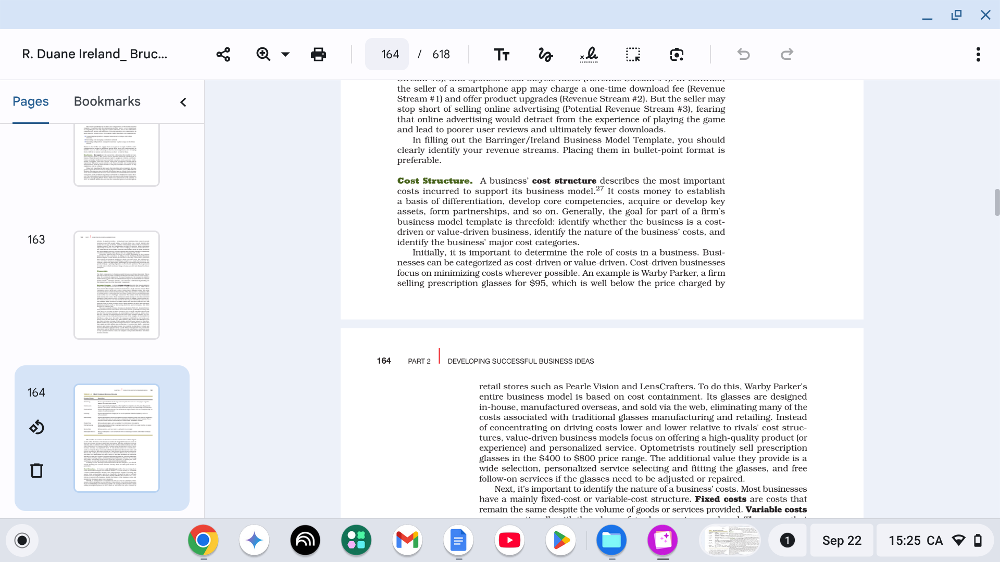 R. Duane Ireland_ Bruc...
164 / 618
Pages
Bookmarks
163
164
the seller of a smartphone app may charge a one-time download fee (Revenue
Stream #1) and offer product upgrades (Revenue Stream #2). But the seller may
stop short of selling online advertising (Potential Revenue Stream #3), fearing
that online advertising would detract from the experience of playing the game
and lead to poorer user reviews and ultimately fewer downloads.
In filling out the Barringer/Ireland Business Model Template, you should
clearly identify your revenue streams. Placing them in bullet-point format is
preferable.
Cost Structure. A business' cost structure describes the most important
costs incurred to support its business model.27 It costs money to establish
a basis of differentiation, develop core competencies, acquire or develop key
assets, form partnerships, and so on. Generally, the goal for part of a firm's
business model template is threefold: identify whether the business is a cost-
driven or value-driven business, identify the nature of the business' costs, and
identify the business' major cost categories.
Initially, it is important to determine the role of costs in a business. Busi-
nesses can be categorized as cost-driven or value-driven. Cost-driven businesses
focus on minimizing costs wherever possible. An example is Warby Parker, a firm
selling prescription glasses for $95, which is well below the price charged by
164 PART 2 DEVELOPING SUCCESSFUL BUSINESS IDEAS
retail stores such as Pearle Vision and LensCrafters. To do this, Warby Parker's
entire business model is based on cost containment. Its glasses are designed
in-house, manufactured overseas, and sold via the web, eliminating many of the
costs associated with traditional glasses manufacturing and retailing. Instead
of concentrating on driving costs lower and lower relative to rivals' cost struc-
tures, value-driven business models focus on offering a high-quality product (or
experience) and personalized service. Optometrists routinely sell prescription
glasses in the $400 to $800 price range. The additional value they provide is a
wide selection, personalized service selecting and fitting the glasses, and free
follow-on services if the glasses need to be adjusted or repaired.
Next, it's important to identify the nature of a business' costs. Most businesses
have a mainly fixed-cost or variable-cost structure. Fixed costs are costs that
remain the same despite the volume of goods or services provided. Variable costs
1
Sep 22
15:25 CA